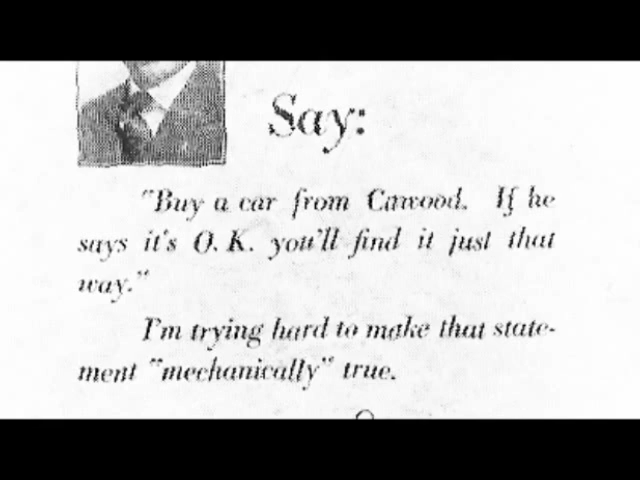 Say:
"Buy a car from Cawood. If he
says it's O. K. you'll find it just that
way."
I'm trying hard to make that state-
ment "mechanically" true.